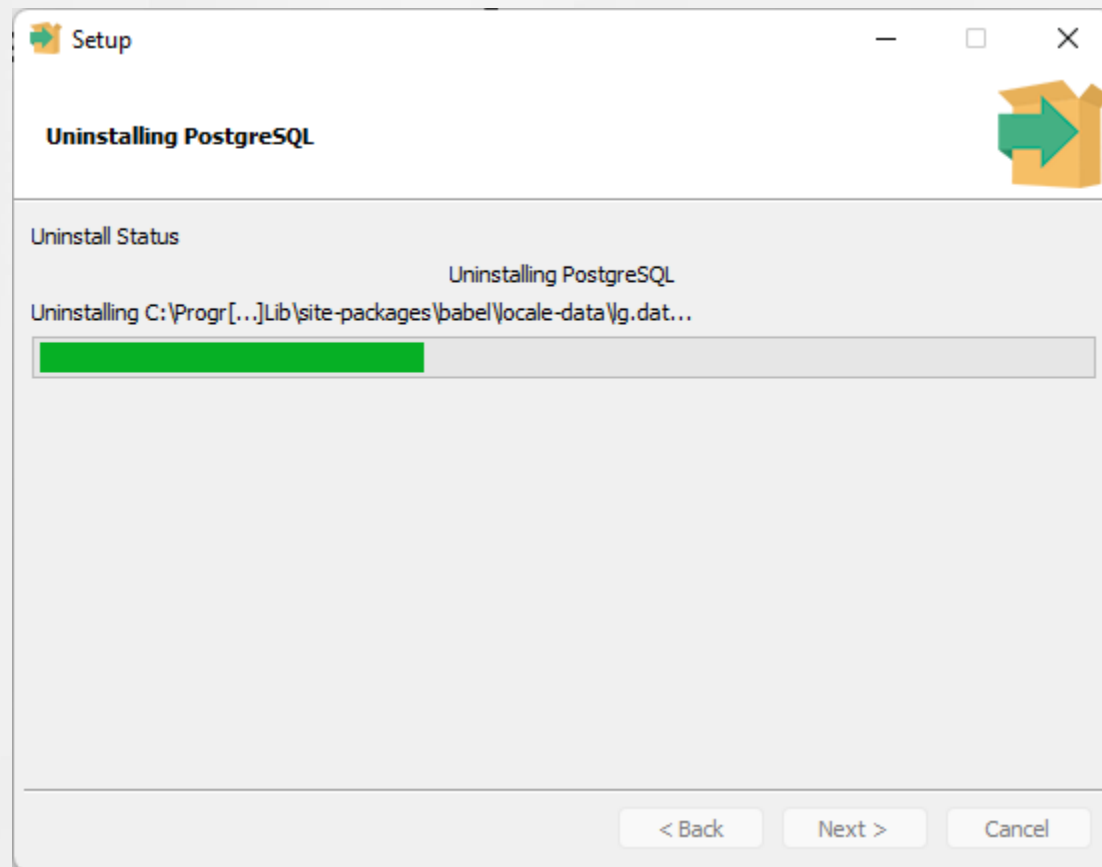 Setup
Uninstalling PostgreSQL
Uninstall Status
Uninstalling PostgreSQL
Uninstalling C:\Progr[...]Lib\site-packages\babel\locale-data\lg.dat...
< Back
Next >
Cancel